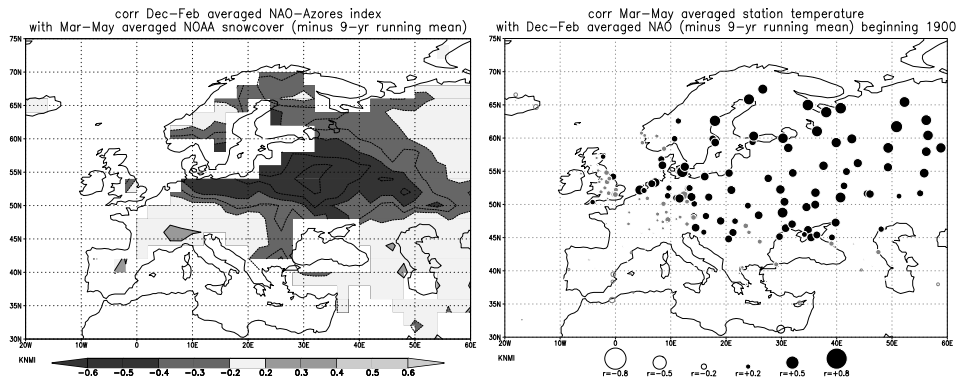 corr Dec-Feb averaged NAO-Azores index
with Mar-May averaged NOAA snowcover (minus 9-yr running mean)
75N
70N
65N
60N
55N
50N
45N
40N
35N
30N
20W 10W 0 10E 20E 30E 40E 50E 60E
KNMI
-0.6 -0.5 -0.4 -0.3 -0.2 0.2 0.3 0.4 0.5 0.6
corr Mar-May averaged station temperature
with Dec-Feb averaged NAO (minus 9-yr running mean) beginning 1900
75N
70N
65N
60N
55N
50N
45N
40N
35N
30N
20W 10W 0 10E 20E 30E 40E 50E 60E
KNMI
r=-0.8 r=-0.5 r=-0.2 r=+0.2 r=+0.5 r=+0.8